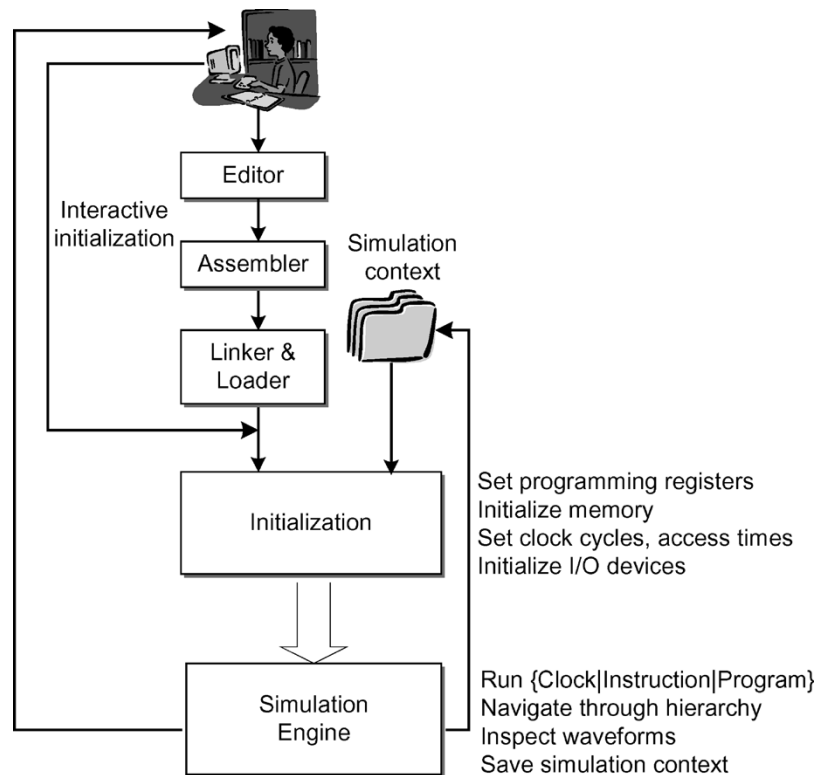 Editor
Interactive
initialization
Assembler
Simulation
context
Linker &
Loader
Initialization
Set programming registers
Initialize memory
Set clock cycles, access times
Initialize I/O devices
Simulation
Engine
Run {Clock|Instruction|Program}
Navigate through hierarchy
Inspect waveforms
Save simulation context